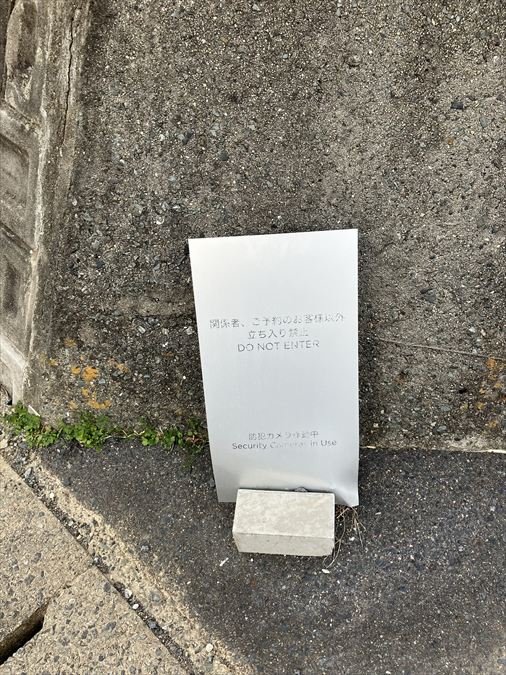 関係者、ご予約のお客様以外
立ち入り禁止
DO NOT ENTER
防犯カメラ作動中
Security Cameras in Use